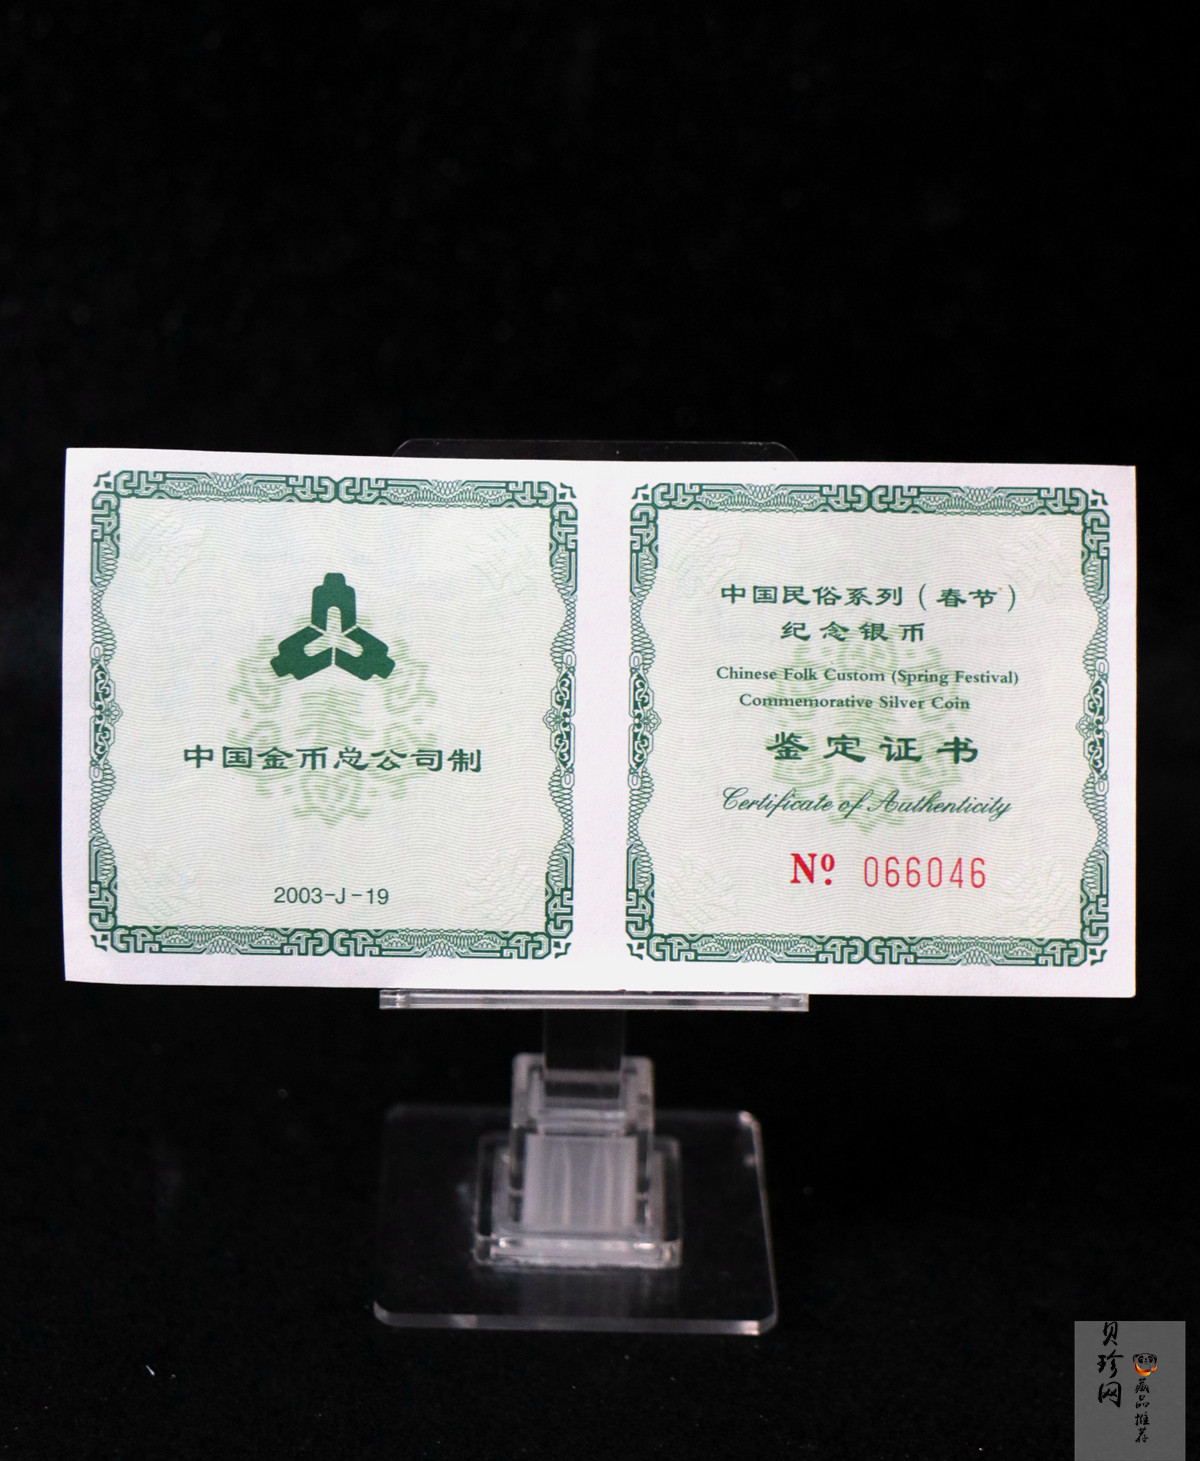 中国金币总公司制
2003-J-19
中国民俗系列（春节）
纪念银币
Chinese Folk Custom (Spring Festival)
Commemorative Silver Coin
鉴定证书
Certificate of Authenticity
Nº. 066046
贝珍网
藏品推荐